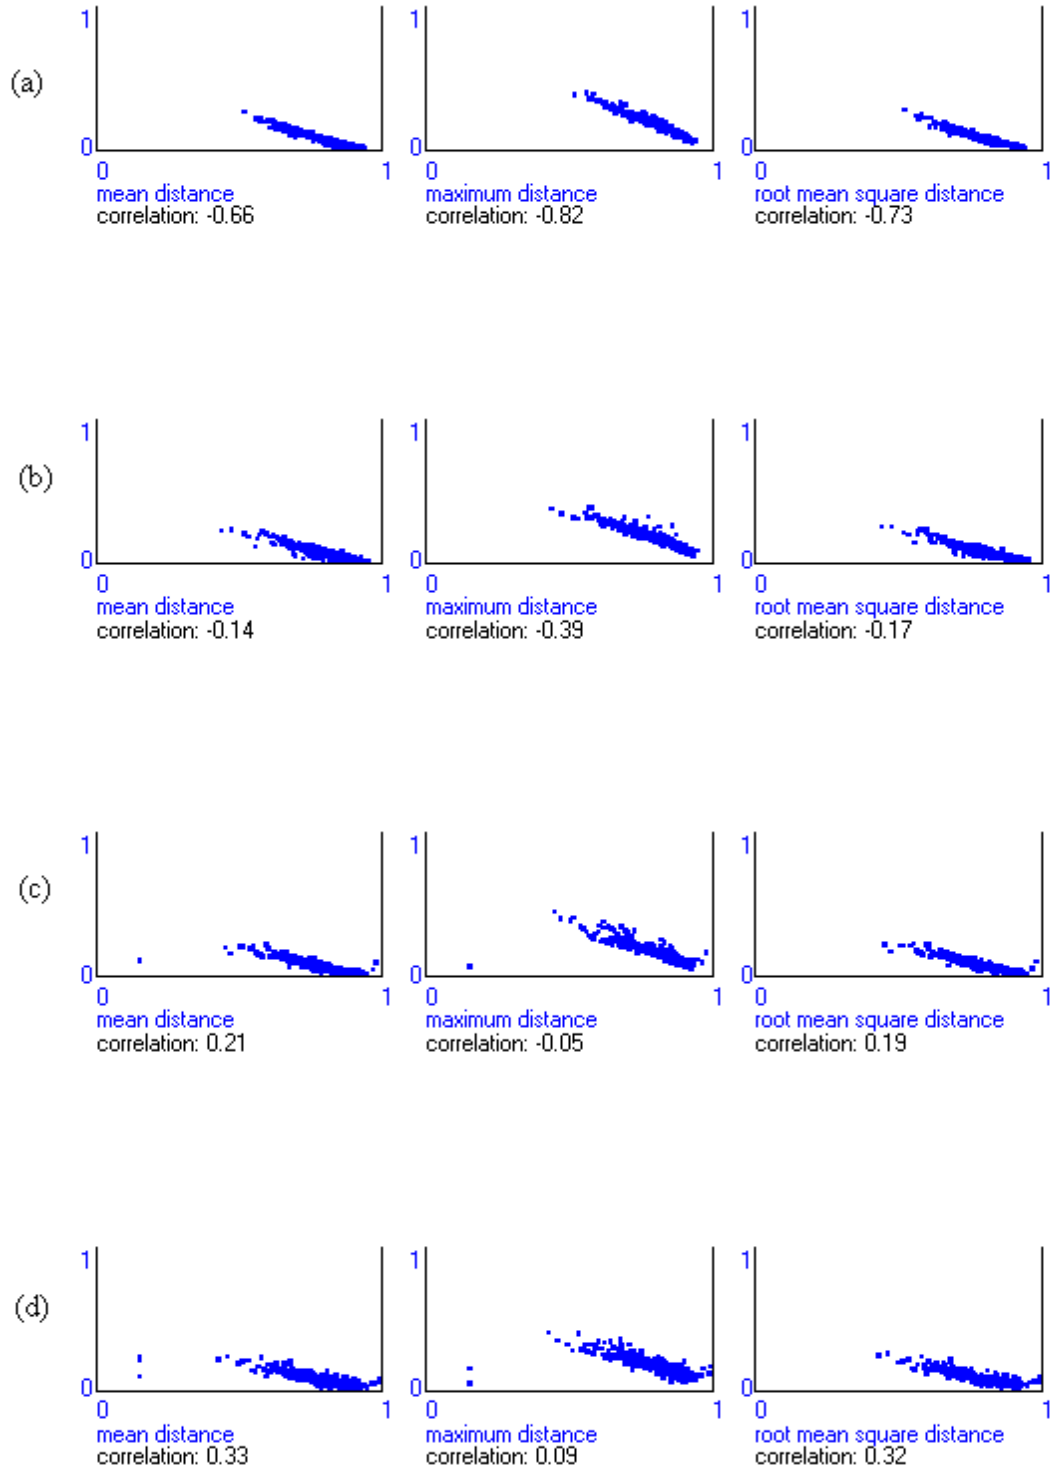 1 1 1
(a)
0 0 0
0 1 0 1 0 1
mean distance maximum distance root mean square distance
correlation: -0.66 correlation: -0.82 correlation: -0.73
1 1 1
(b)
0 0 0
0 1 0 1 0 1
mean distance maximum distance root mean square distance
correlation: -0.14 correlation: -0.39 correlation: -0.17
1 1 1
(c)
0 0 0
0 1 0 1 0 1
mean distance maximum distance root mean square distance
correlation: 0.21 correlation: -0.05 correlation: 0.19
1 1 1
(d)
0 0 0
0 1 0 1 0 1
mean distance maximum distance root mean square distance
correlation: 0.33 correlation: 0.09 correlation: 0.32